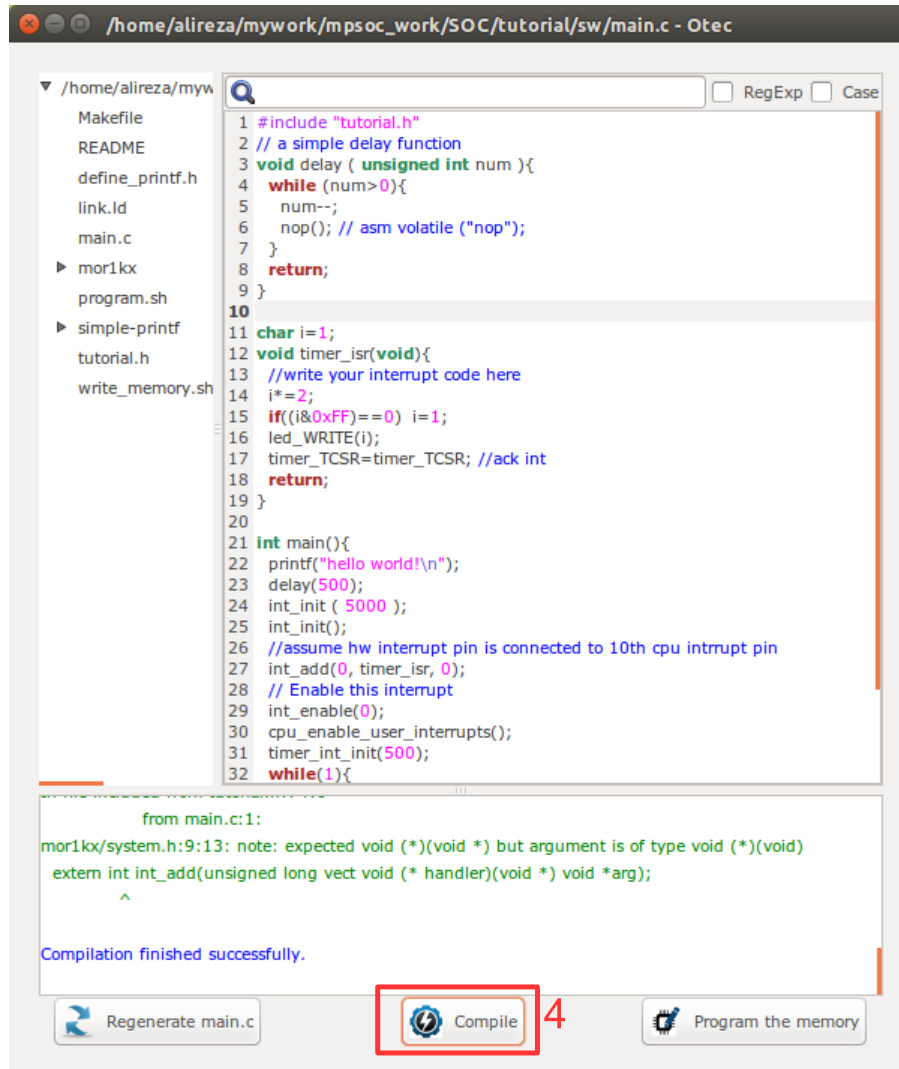 /home/alireza/mywork/mpsoc_work/SOC/tutorial/sw/main.c - Otec
/home/alireza/myw
Makefile
README
define_printf.h
link.ld
main.c
mor1kx
program.sh
simple-printf
tutorial.h
write_memory.sh
RegExp Case
1 #include "tutorial.h"
2 // a simple delay function
3 void delay ( unsigned int num ){
4 while (num>0){
5 num--;
6 nop(); // asm volatile ("nop");
7 }
8 return;
9 }
10
11 char i=1;
12 void timer_isr(void){
13 //write your interrupt code here
14 i*=2;
15 if((i&0xFF)==0) i=1;
16 led_WRITE(i);
17 timer_TCSR=timer_TCSR; //ack int
18 return;
19 }
20
21 int main(){
22 printf("hello world!\n");
23 delay(500);
24 int_init ( 5000 );
25 int_init();
26 //assume hw interrupt pin is connected to 10th cpu intrrupt pin
27 int_add(0, timer_isr, 0);
28 // Enable this interrupt
29 int_enable(0);
30 cpu_enable_user_interrupts();
31 timer_int_init(500);
32 while(1){
from main.c:1:
mor1kx/system.h:9:13: note: expected void (*)(void *) but argument is of type void (*)(void)
extern int int_add(unsigned long vect void (* handler)(void *) void *arg);
^
Compilation finished successfully.
Regenerate main.c
Compile
4
Program the memory